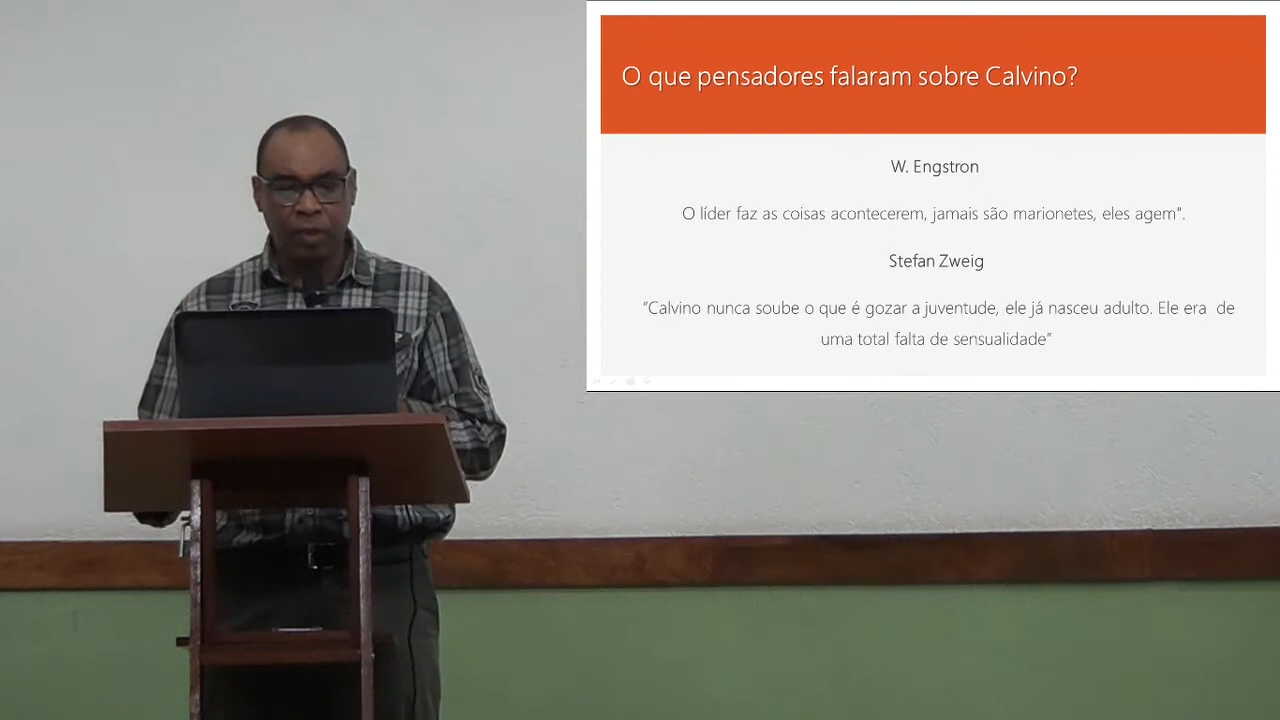 O que pensadores falaram sobre Calvino?
W. Engstron
O líder faz as coisas acontecerem, jamais são marionetes, eles agem".
Stefan Zweig
"Calvino nunca soube o que é gozar a juventude, ele já nasceu adulto. Ele era de
uma total falta de sensualidade"